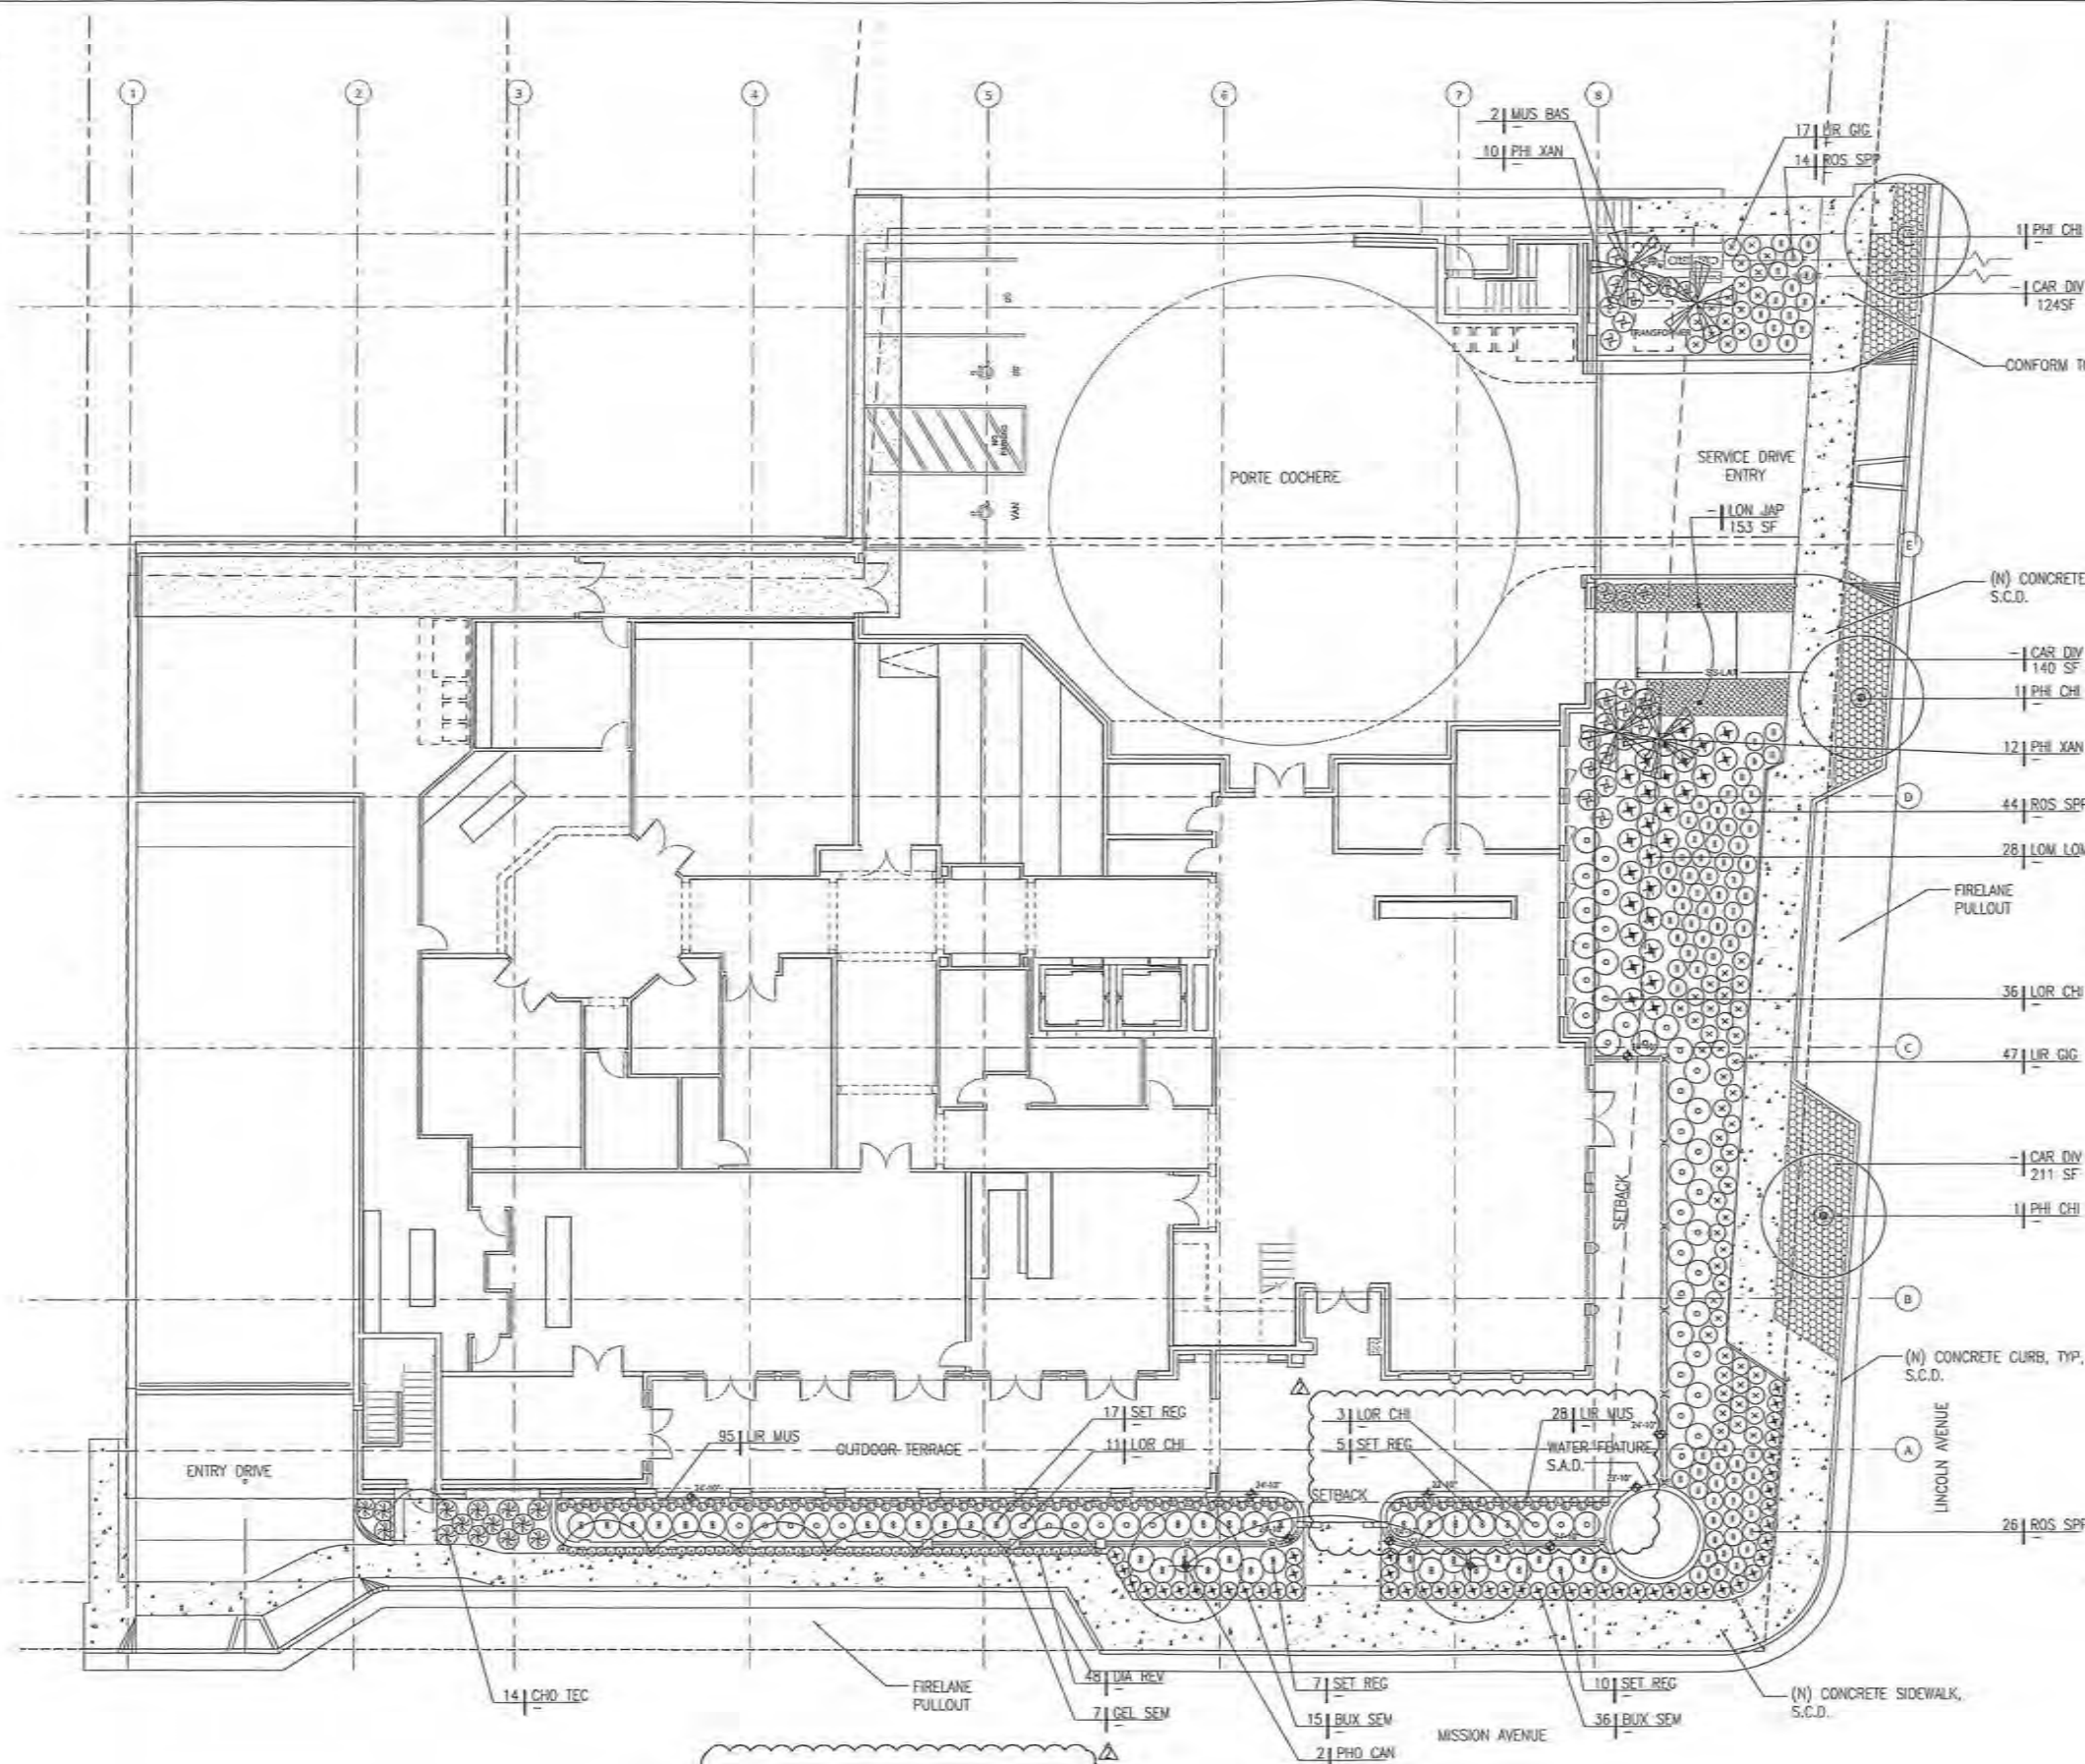 1
2
3
4
5
6
7
8
2 MUS BAS
10 PHI XAN
17 LIR GIG
14 ROS SPP
1 PHI CHI
CAR DIV
124SF
CONFORM
TRANSFORMER
NO
PARKING
VAN
PORTE COCHERE
SERVICE DRIVE
ENTRY
LON JAP
153 SF
E
(N) CONCRETE
S.C.D.
CAR DIV
140 SF
1 PHI CHI
12 PHI XAN
D
44 ROS SPP
28 LOM LOM
FIRELANE
PULLOUT
36 LOR CHI
C
47 LIR GIG
CAR DIV
211 SF
1 PHI CHI
SETBACK
B
(N) CONCRETE CURB, TYP,
S.C.D.
LINCOLN AVENUE
2
17 SET REG
3 LOR CHI
28 LIR MUS
95 LIR MUS
OUTDOOR TERRACE
11 LOR CHI
5 SET REG
WATER FEATURE
S.A.D.
A
ENTRY DRIVE
SETBACK
26 ROS SPP
14 CHO TEC
FIRELANE
PULLOUT
48 DIA REV
7 GEL SEM
7 SET REG
15 BUX SEM
2 PHO CAN
10 SET REG
36 BUX SEM
MISSION AVENUE
(N) CONCRETE SIDEWALK,
S.C.D.
2